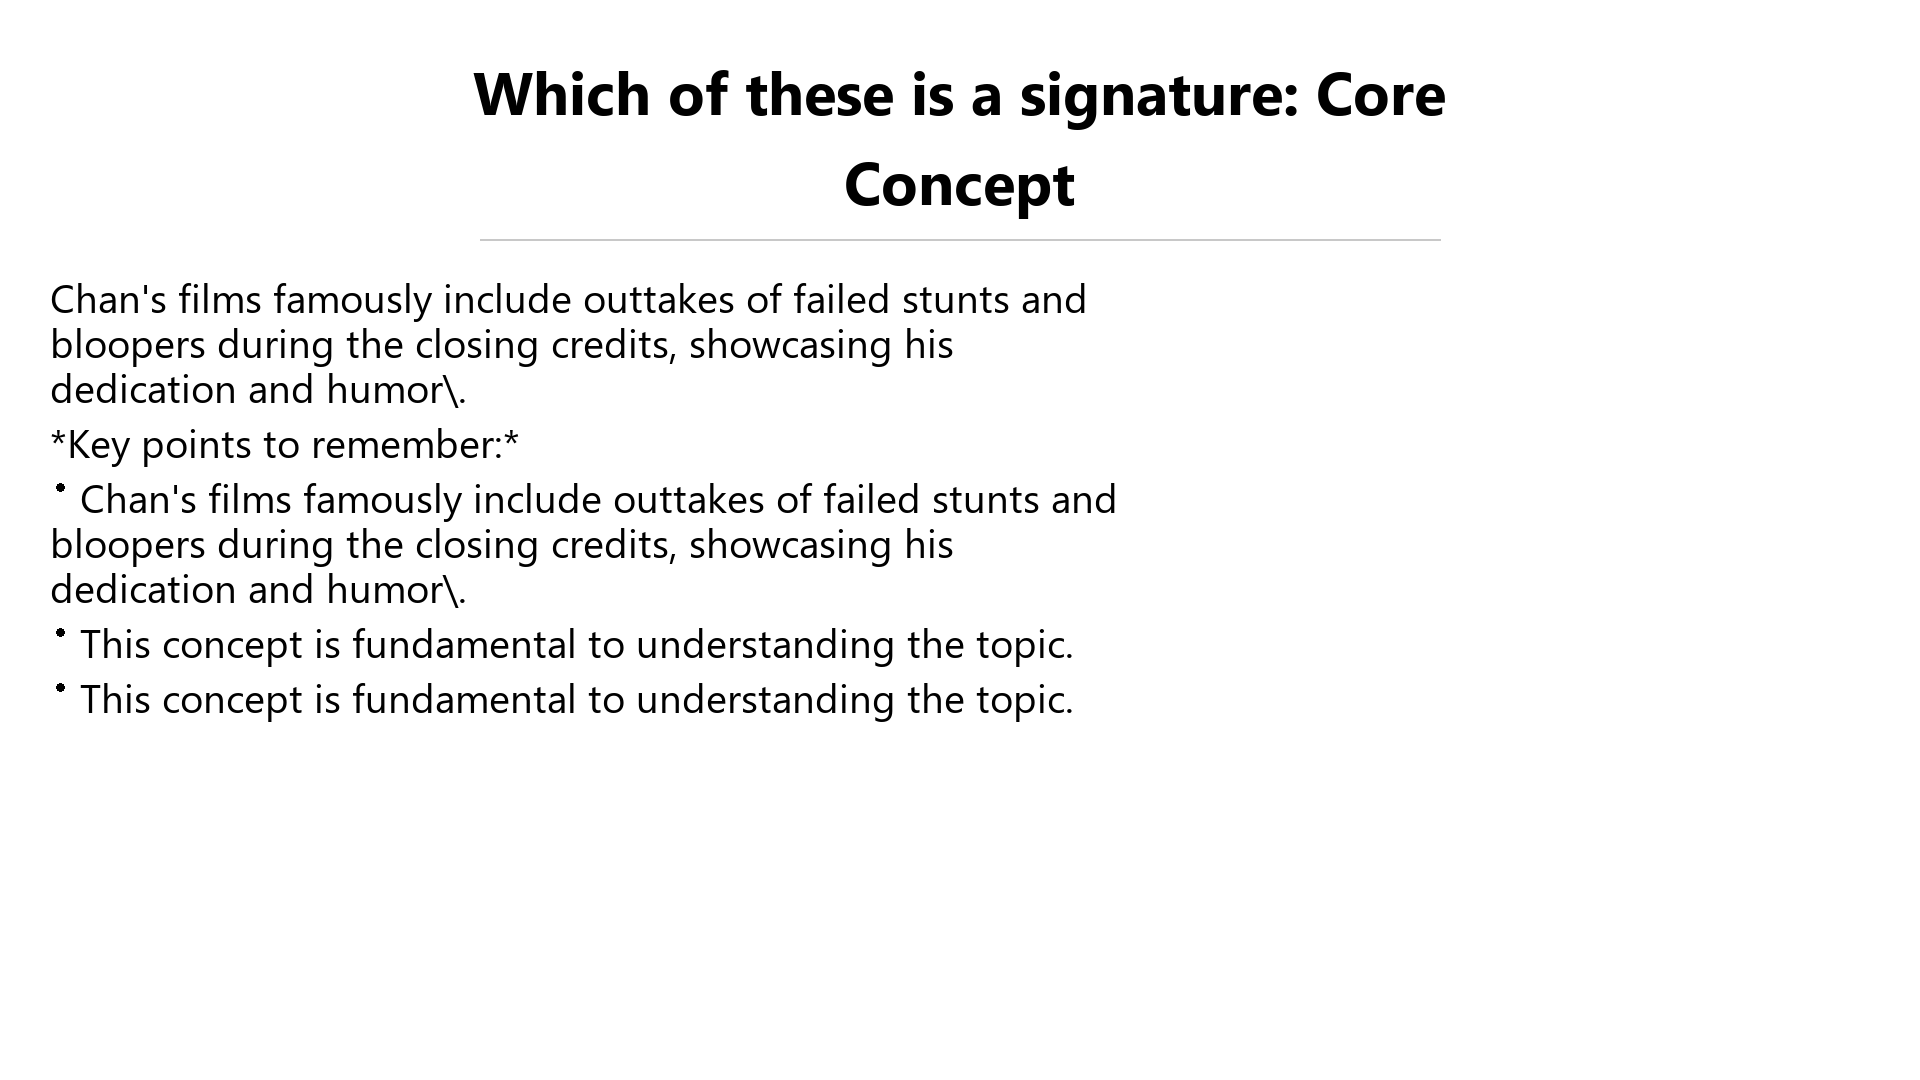 Which of these is a signature: Core
Concept
Chan's films famously include outtakes of failed stunts and
bloopers during the closing credits, showcasing his
dedication and humor\.
*Key points to remember:*
• Chan's films famously include outtakes of failed stunts and
bloopers during the closing credits, showcasing his
dedication and humor\.
• This concept is fundamental to understanding the topic.
• This concept is fundamental to understanding the topic.